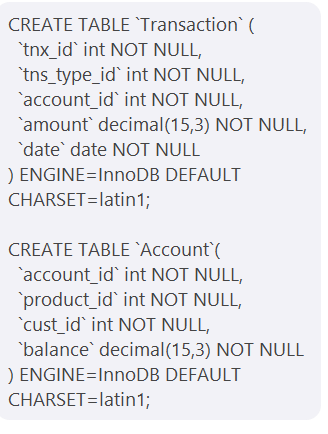 CREATE TABLE `Transaction` (
`tnx_id` int NOT NULL,
`tns_type_id` int NOT NULL,
`account_id` int NOT NULL,
`amount` decimal(15,3) NOT NULL,
`date` date NOT NULL
) ENGINE=InnoDB DEFAULT
CHARSET=latin1;
CREATE TABLE `Account`(
`account_id` int NOT NULL,
`product_id` int NOT NULL,
`cust_id` int NOT NULL,
`balance` decimal(15,3) NOT NULL
) ENGINE=InnoDB DEFAULT
CHARSET=latin1;